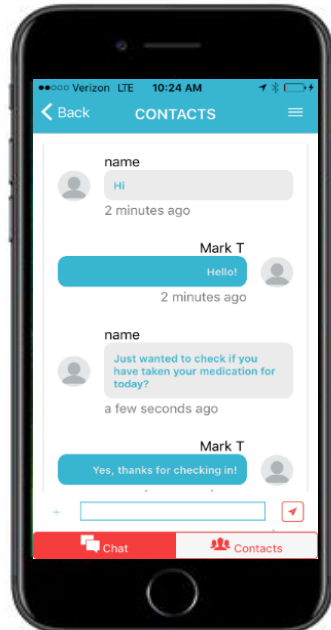 Verizon LTE 10:24 AM
Back CONTACTS
name
Hi
2 minutes ago
Mark T
Hello!
2 minutes ago
name
Just wanted to check if you
have taken your medication for
today?
a few seconds ago
Mark T
Yes, thanks for checking in!
+
Chat Contacts